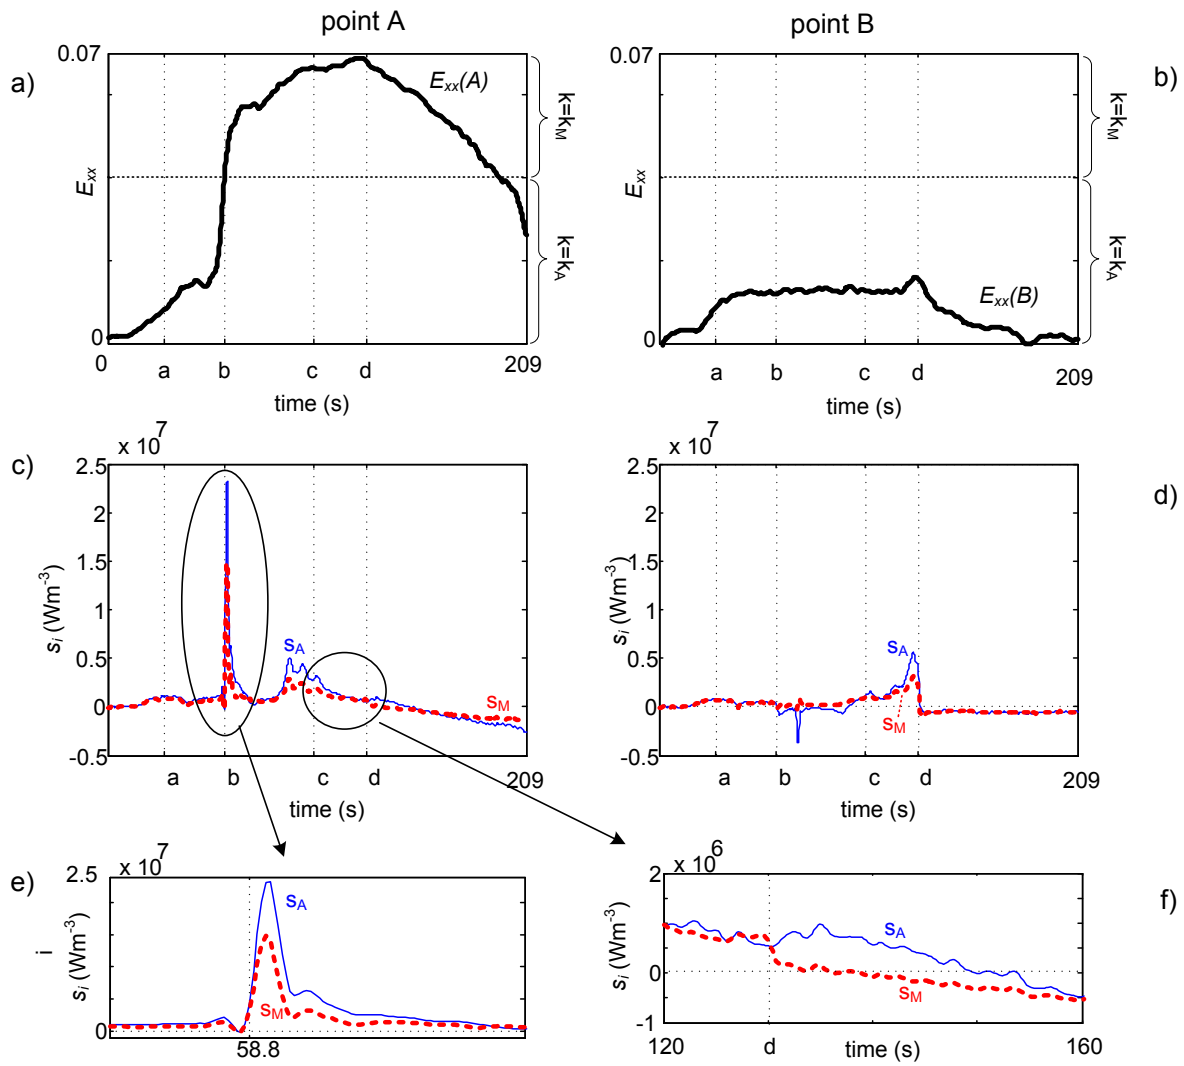 point A
point B
a)
0.07
E_xx(A)
k=k_M
E_xx
k=k_A
0
0
a
b
c
d
209
time (s)
b)
0.07
k=k_M
E_xx
k=k_A
E_xx(B)
0
a
b
c
d
209
time (s)
c)
x 10^7
2.5
2
1.5
1
0.5
0
-0.5
s_i (Wm^-3)
s_A
s_M
a
b
c
d
209
time (s)
d)
x 10^7
2.5
2
1.5
1
0.5
0
-0.5
s_i (Wm^-3)
s_A
s_M
a
b
c
d
209
time (s)
e)
x 10^7
2.5
i
s_i (Wm^-3)
s_A
s_M
0
58.8
f)
x 10^6
2
s_i (Wm^-3)
s_A
0
s_M
-1
120
d
time (s)
160